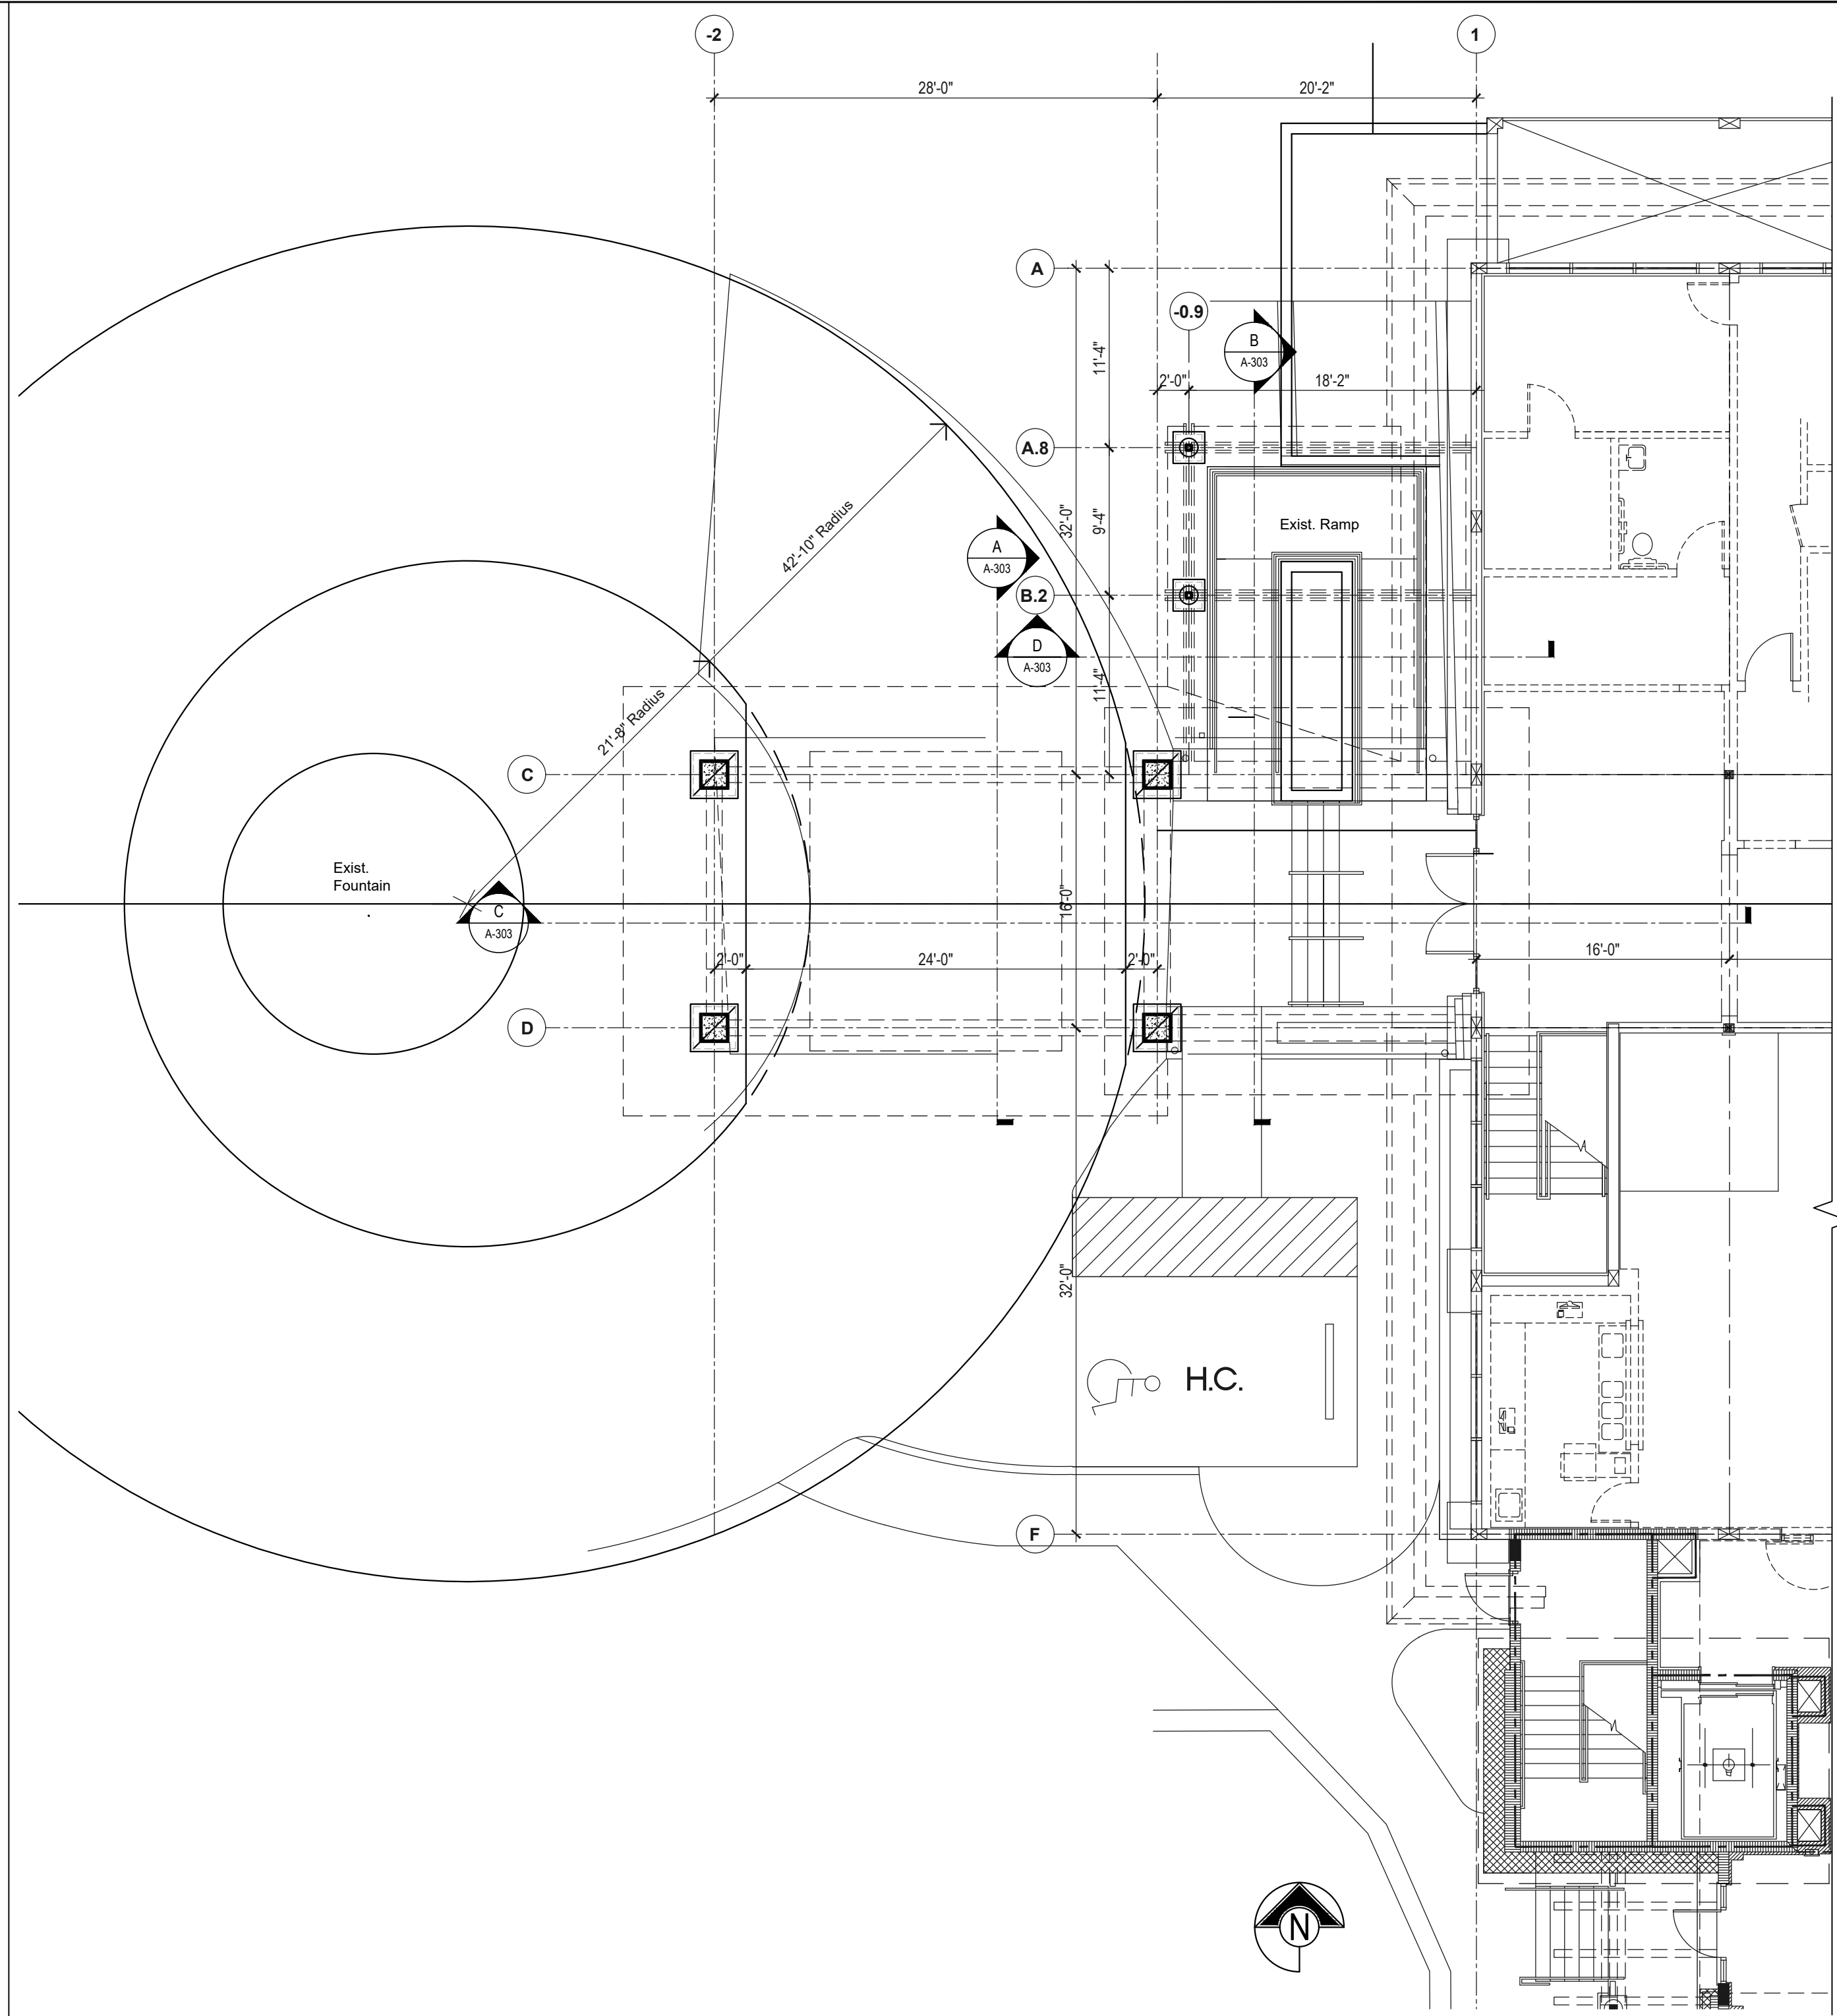 -2
1
28'-0"
20'-2"
A
-0.9
B
A-303
11'-4"
2'-0"
18'-2"
A.8
42'-10" Radius
32'-0"
9'-4"
Exist. Ramp
A
A-303
B.2
D
A-303
11'-4"
21'-8" Radius
C
Exist.
Fountain
C
A-303
16'-0"
2'-0"
24'-0"
2'-0"
16'-0"
D
32'-0"
H.C.
F
N